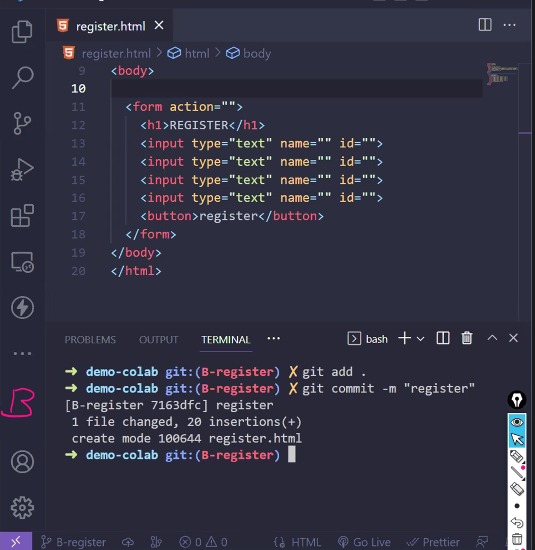 register.html
register.html > html > body
9 <body>
10
11 <form action="">
12 <h1>REGISTER</h1>
13 <input type="text" name="" id="">
14 <input type="text" name="" id="">
15 <input type="text" name="" id="">
16 <input type="text" name="" id="">
17 <button>register</button>
18 </form>
19 </body>
20 </html>
PROBLEMS OUTPUT TERMINAL ··· bash
➜ demo-colab git:(B-register) ✗ git add .
➜ demo-colab git:(B-register) ✗ git commit -m "register"
[B-register 7163dfc] register
1 file changed, 20 insertions(+)
create mode 100644 register.html
➜ demo-colab git:(B-register)
B
B-register 0 0 {} HTML Go Live Prettier